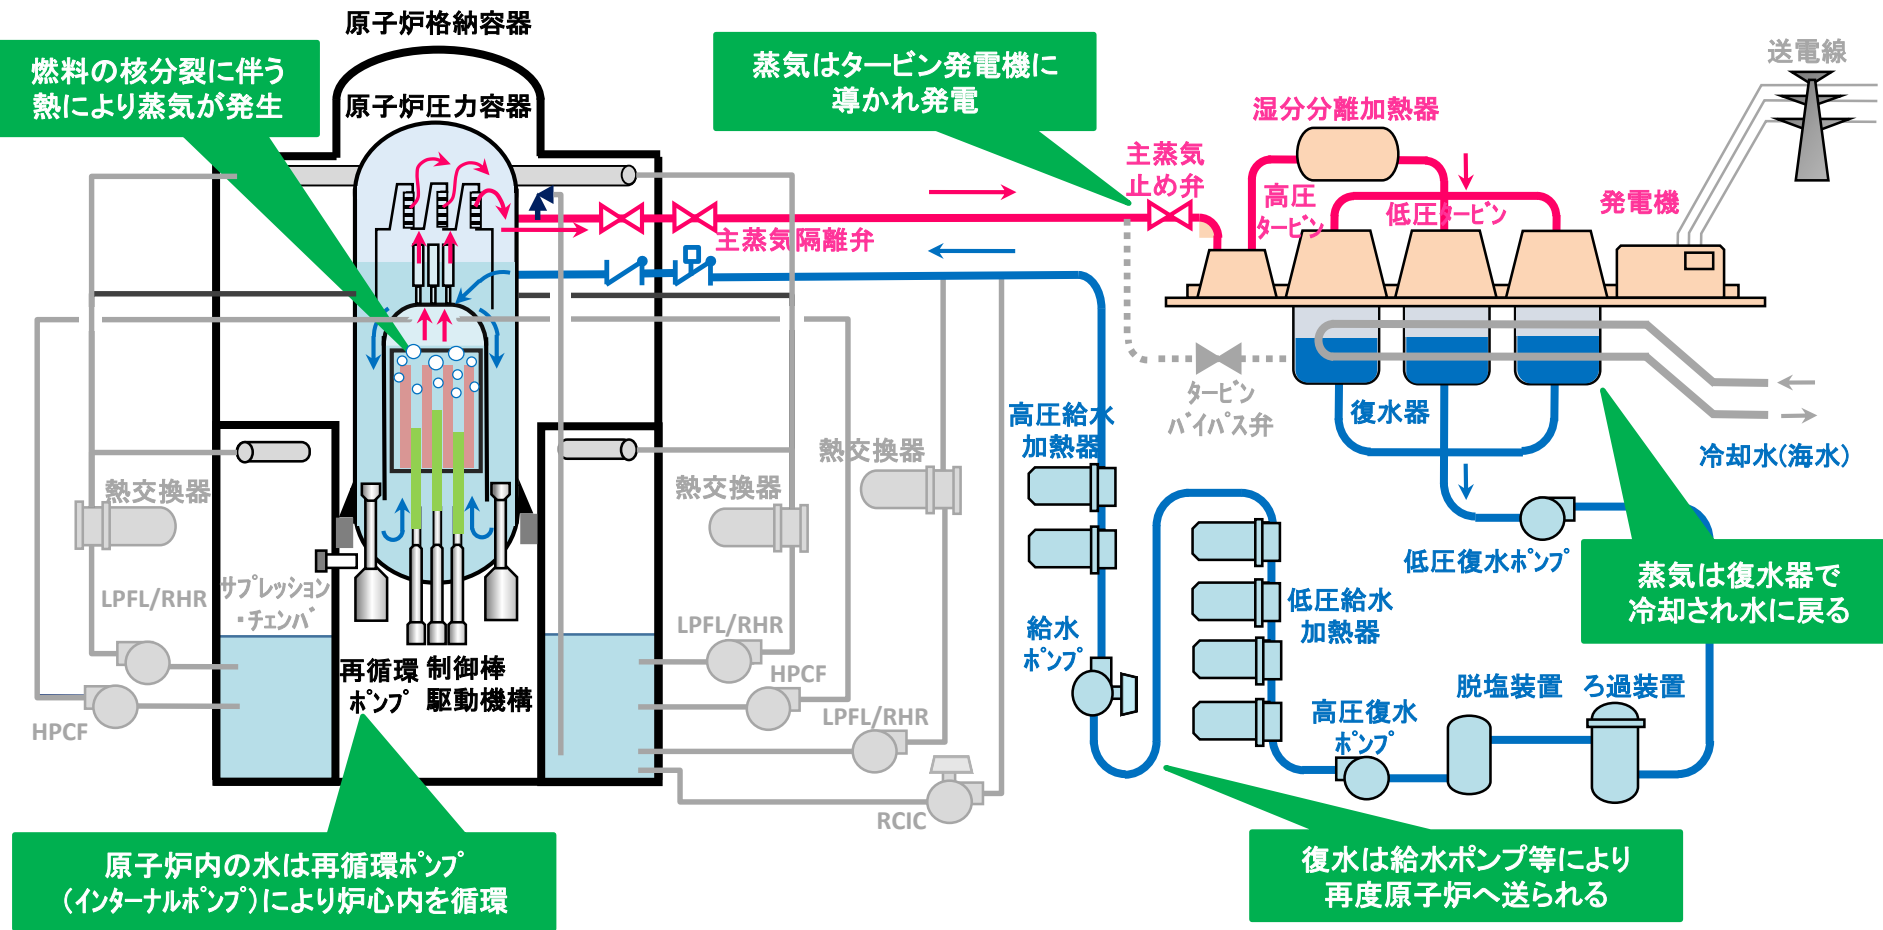 原子炉格納容器
燃料の核分裂に伴う
熱により蒸気が発生
原子炉圧力容器
蒸気はタービン発電機に
導かれ発電
送電線
湿分分離加熱器
主蒸気
止め弁
高圧
タービン
低圧タービン
発電機
主蒸気隔離弁
タービン
バイパス弁
復水器
冷却水(海水)
高圧給水
加熱器
熱交換器
熱交換器
熱交換器
低圧復水ポンプ
蒸気は復水器で
冷却され水に戻る
サプレッション
・チェンバ
LPFL/RHR
LPFL/RHR
低圧給水
加熱器
給水
ポンプ
再循環
ポンプ
制御棒
駆動機構
HPCF
HPCF
LPFL/RHR
高圧復水
ポンプ
脱塩装置
ろ過装置
RCIC
原子炉内の水は再循環ポンプ
(インターナルポンプ)により炉心内を循環
復水は給水ポンプ等により
再度原子炉へ送られる